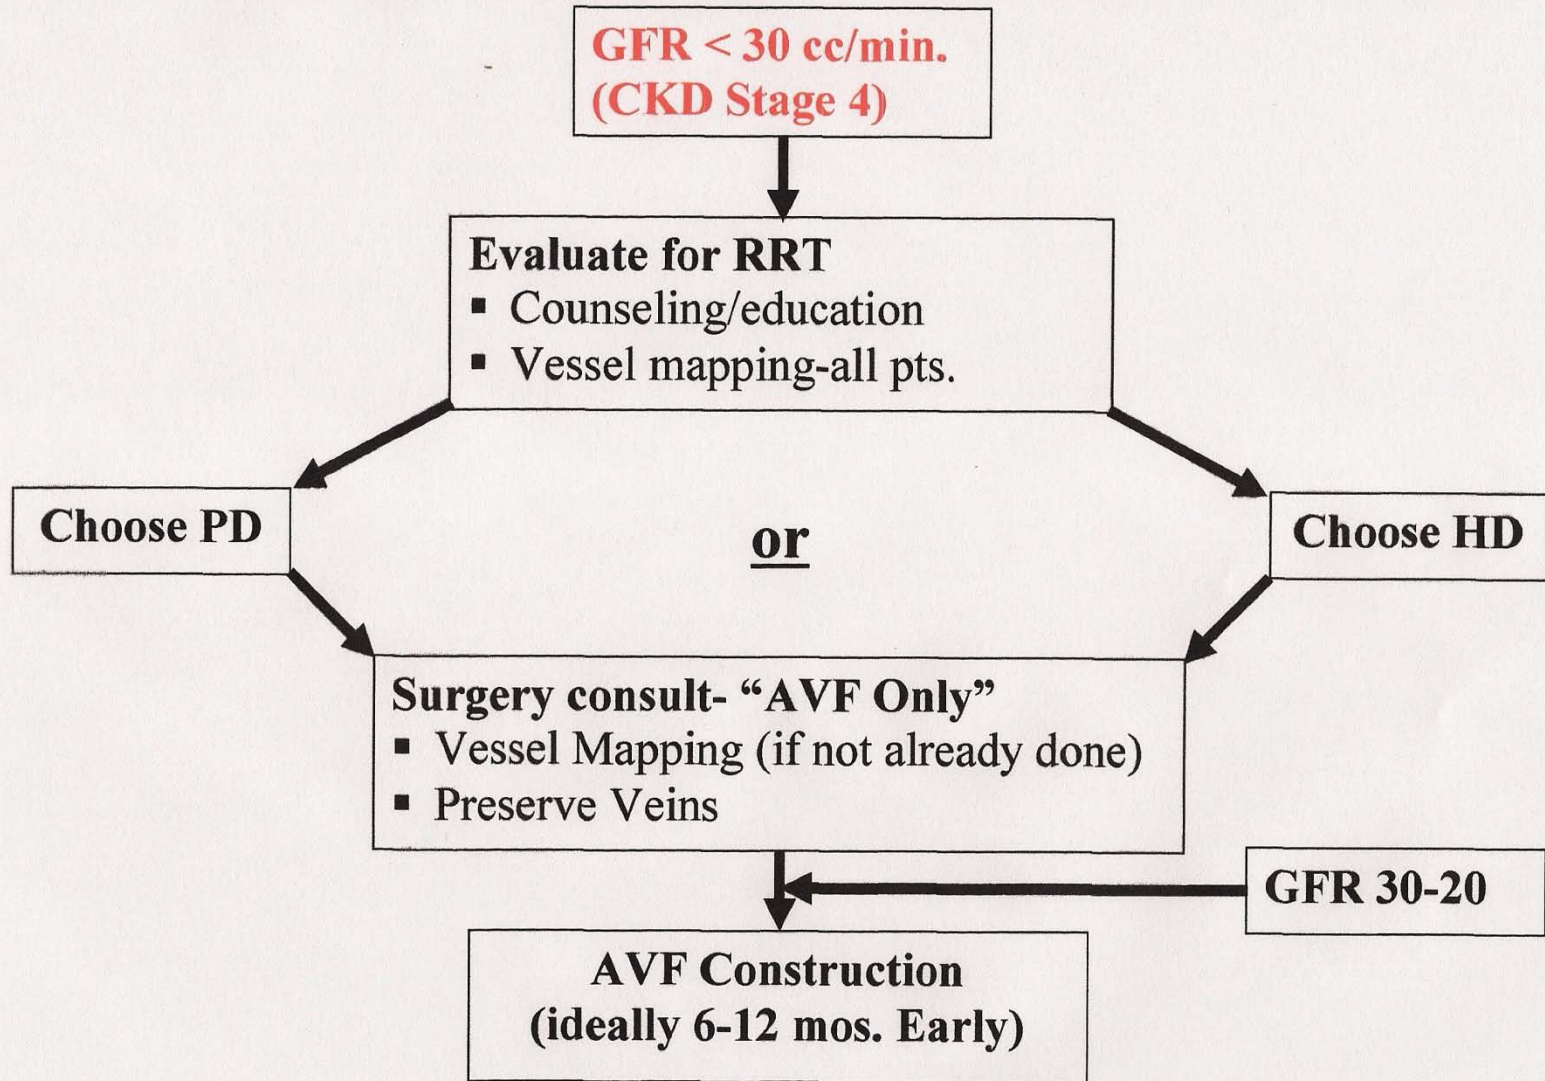 GFR < 30 cc/min.
(CKD Stage 4)
Evaluate for RRT
▪ Counseling/education
▪ Vessel mapping-all pts.
Choose PD
or
Choose HD
Surgery consult- “AVF Only”
▪ Vessel Mapping (if not already done)
▪ Preserve Veins
GFR 30-20
AVF Construction
(ideally 6-12 mos. Early)